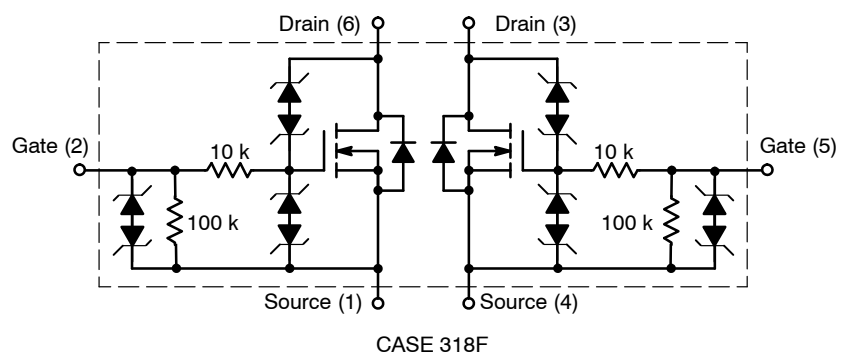 Drain (6)
Drain (3)
Gate (2)
10 k
10 k
Gate (5)
100 k
100 k
Source (1)
Source (4)
CASE 318F